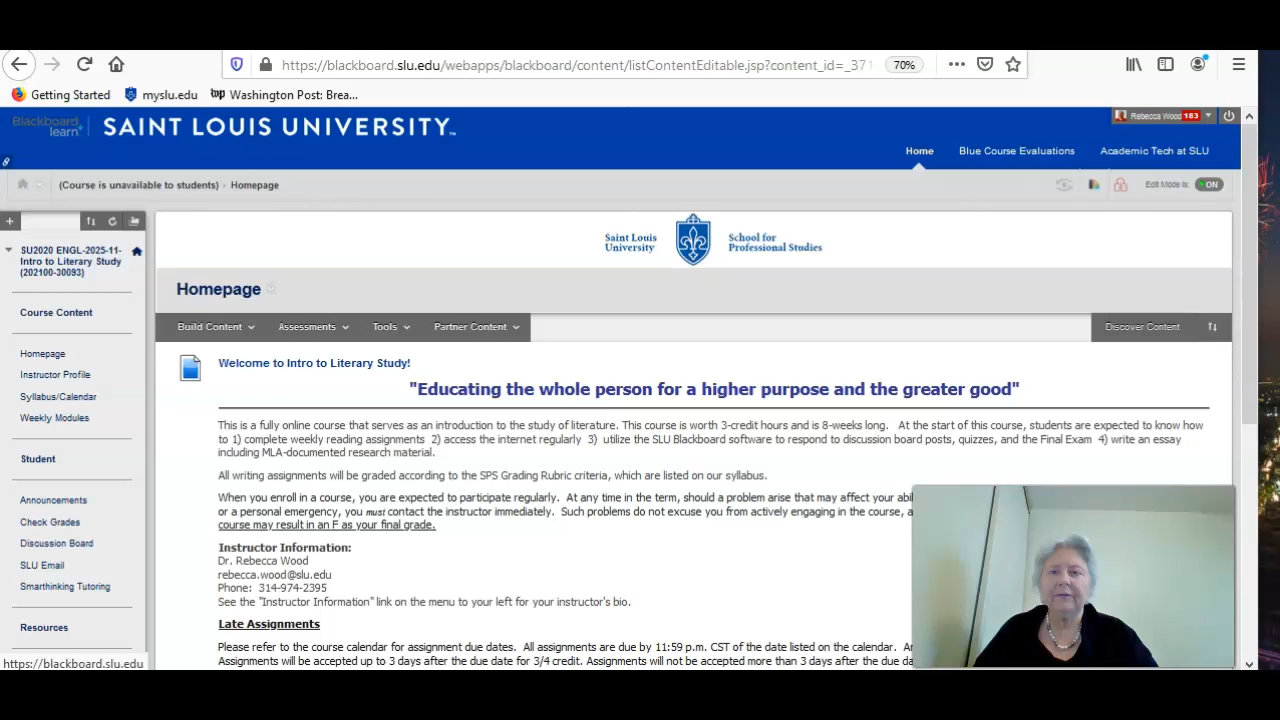 https://blackboard.slu.edu/webapps/blackboard/content/listContentEditable.jsp?content_id=_371
70%
Getting Started
myslu.edu
wp Washington Post: Brea...
Blackboard learn
SAINT LOUIS UNIVERSITY™
Rebecca Wood 183
Home
Blue Course Evaluations
Academic Tech at SLU
(Course is unavailable to students) › Homepage
Edit Mode is: ON
SU2020 ENGL-2025-11-
Intro to Literary Study
(202100-30093)
Course Content
Homepage
Instructor Profile
Syllabus/Calendar
Weekly Modules
Student
Announcements
Check Grades
Discussion Board
SLU Email
Smarthinking Tutoring
Resources
https://blackboard.slu.edu
Saint Louis
University
School for
Professional Studies
Homepage
Build Content
Assessments
Tools
Partner Content
Discover Content
Welcome to Intro to Literary Study!
"Educating the whole person for a higher purpose and the greater good"
This is a fully online course that serves as an introduction to the study of literature. This course is worth 3-credit hours and is 8-weeks long. At the start of this course, students are expected to know how
to 1) complete weekly reading assignments 2) access the internet regularly 3) utilize the SLU Blackboard software to respond to discussion board posts, quizzes, and the Final Exam 4) write an essay
including MLA-documented research material.
All writing assignments will be graded according to the SPS Grading Rubric criteria, which are listed on our syllabus.
When you enroll in a course, you are expected to participate regularly. At any time in the term, should a problem arise that may affect your abil
or a personal emergency, you must contact the instructor immediately. Such problems do not excuse you from actively engaging in the course, a
course may result in an F as your final grade.
Instructor Information:
Dr. Rebecca Wood
rebecca.wood@slu.edu
Phone: 314-974-2395
See the "Instructor Information" link on the menu to your left for your instructor's bio.
Late Assignments
Please refer to the course calendar for assignment due dates. All assignments are due by 11:59 p.m. CST of the date listed on the calendar. Ar
Assignments will be accepted up to 3 days after the due date for 3/4 credit. Assignments will not be accepted more than 3 days after the due da